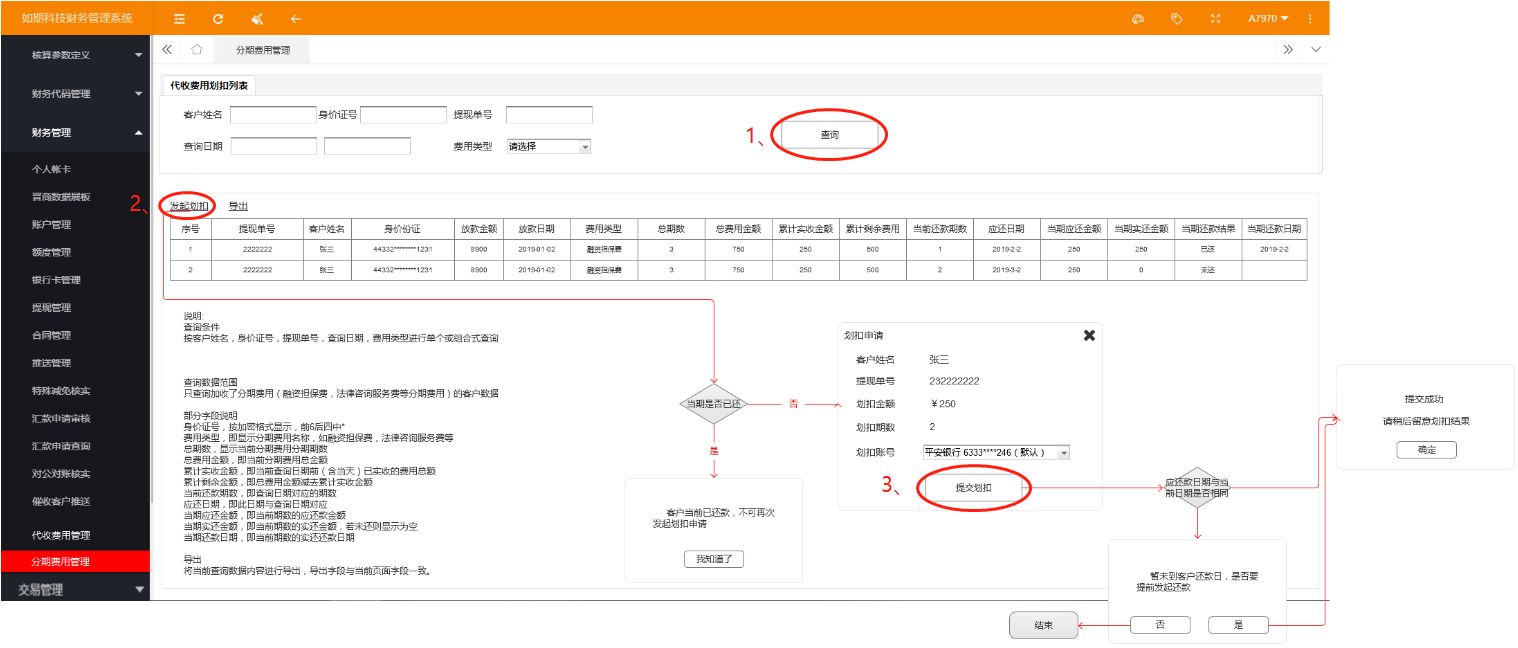 如期科技财务管理系统
A7970
核算参数定义
财务代码管理
财务管理
个人帐卡
晋商数据展板
账户管理
额度管理
银行卡管理
提现管理
合同管理
推送管理
特殊减免核实
汇款申请审核
汇款申请查询
对公对账核实
催收客户推送
代收费用管理
分期费用管理
交易管理
分期费用管理
代收费用划扣列表
客户姓名 身价证号 提现单号
查询日期 费用类型 请选择
1、 查询
2、 发起划扣 导出
序号 提现单号 客户姓名 身价份证 放款金额 放款日期 费用类型 总期数 总费用金额 累计实收金额 累计剩余费用 当前还款期数 应还日期 当期应还金额 当期实还金额 当期还款结果 当期还款日期
1 2222222 张三 44332*******1231 8900 2019-01-02 融资担保费 3 750 250 500 1 2019-2-2 250 250 已还 2019-2-2
2 2222222 张三 44332*******1231 8900 2019-01-02 融资担保费 3 750 250 500 2 2019-3-2 250 0 未还
说明:
查询条件
按客户姓名，身价证号，提现单号，查询日期，费用类型进行单个或组合式查询
查询数据范围
只查询加收了分期费用（融资担保费，法律咨询服务费等分期费用）的客户数据
部分字段说明
身价证号，按加密格式显示，前6后四中*
费用类型，即显示分期费用名称，如融资担保费，法律咨询服务费等
总期数，显示当前分期费用分期期数
总费用金额，即当前分期费用总金额
累计实收金额，即当前查询日期前（含当天）已实收的费用总额
累计剩余金额，即总费用金额减去累计实收金额
当前还款期数，即查询日期对应的期数
应还日期，即此日期与查询日期对应
当期应还金额，即当前期数的应还款金额
当期实还金额，即当前期数的实还金额，若未还则显示为空
当期还款日期，即当前期数的实还还款日期
导出
将当前查询数据内容进行导出，导出字段与当前页面字段一致。
当期是否已还
否
是
客户当前已还款，不可再次
发起划扣申请
我知道了
划扣申请
客户姓名 张三
提现单号 232222222
划扣金额 ￥250
划扣期数 2
划扣账号 平安银行 6333****246（默认）
3、 提交划扣
应还款日期与当
前日期是否相同
提交成功
请稍后留意划扣结果
确定
暂未到客户还款日，是否要
提前发起还款
否 是
结束